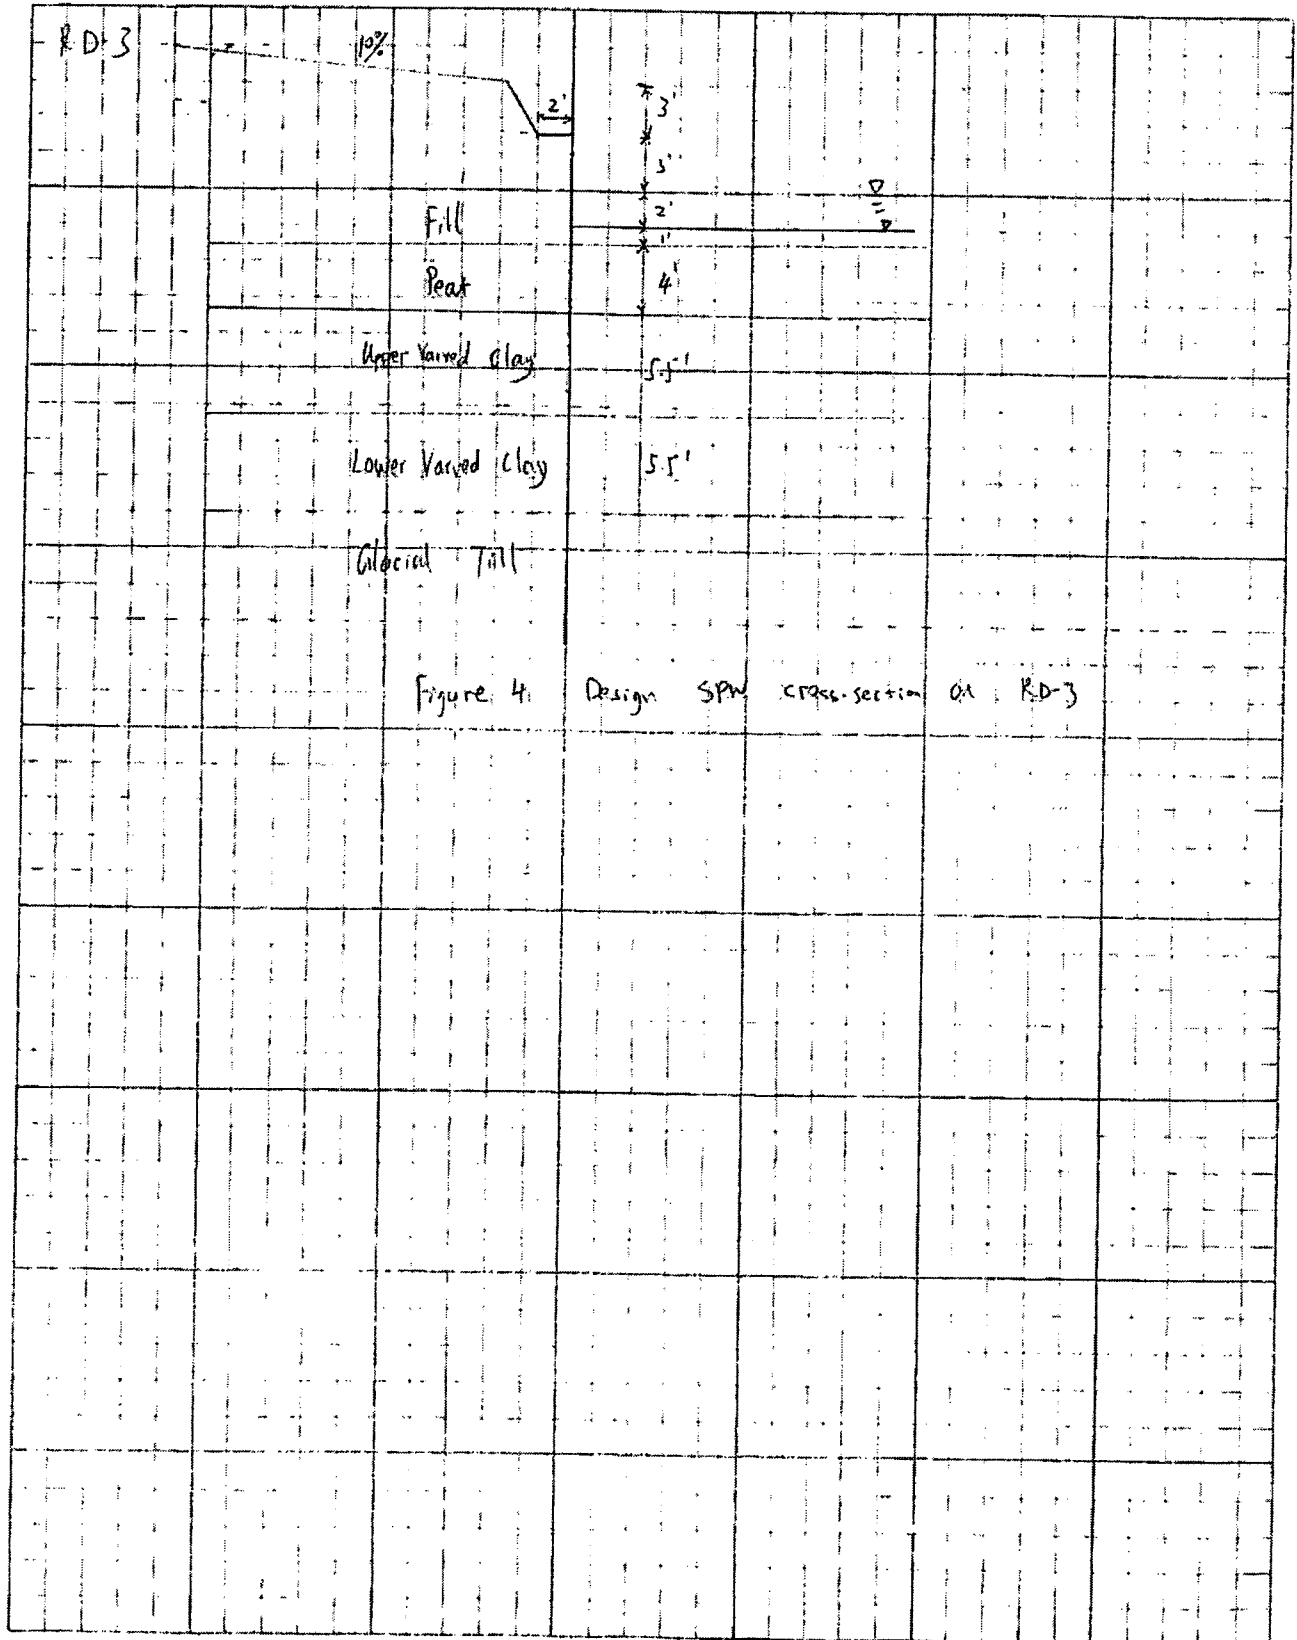 RD-3
10%
2'
3'
3'
2'
Fill
1'
Peat
4'
Upper Varved Clay
5.5'
Lower Varved Clay
5.5'
Glacial Till
Figure 4. Design SPW cross-section on RD-3